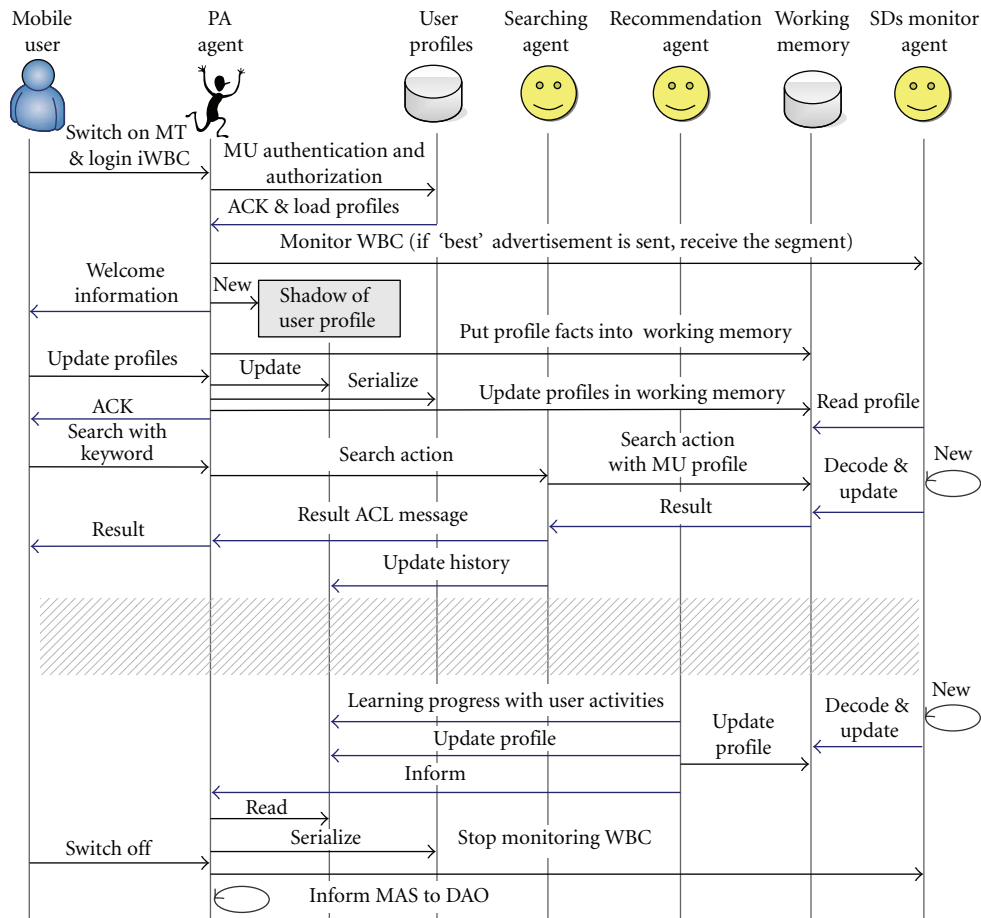 Mobile
user
PA
agent
User
profiles
Searching
agent
Recommendation
agent
Working
memory
SDs monitor
agent
Switch on MT
& login iWBC
MU authentication and
authorization
ACK & load profiles
Monitor WBC (if ‘best’ advertisement is sent, receive the segment)
Welcome
information
New
Shadow of
user profile
Put profile facts into working memory
Update profiles
Update
Serialize
Update profiles in working memory
Read profile
ACK
Search with
keyword
Search action
Search action
with MU profile
New
Decode &
update
Result
Result ACL message
Result
Update history
Learning progress with user activities
New
Decode &
update
Update
profile
Update profile
Inform
Read
Serialize
Stop monitoring WBC
Switch off
Inform MAS to DAO